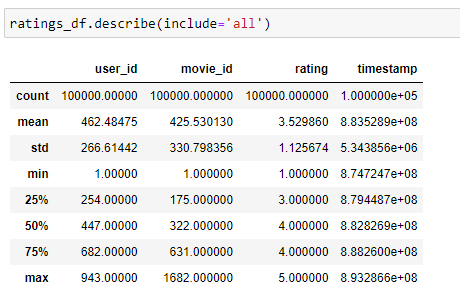 ratings_df.describe(include='all')
user_id movie_id rating timestamp
count 100000.00000 100000.000000 100000.000000 1.000000e+05
mean 462.48475 425.530130 3.529860 8.835289e+08
std 266.61442 330.798356 1.125674 5.343856e+06
min 1.00000 1.000000 1.000000 8.747247e+08
25% 254.00000 175.000000 3.000000 8.794487e+08
50% 447.00000 322.000000 4.000000 8.828269e+08
75% 682.00000 631.000000 4.000000 8.882600e+08
max 943.00000 1682.000000 5.000000 8.932866e+08